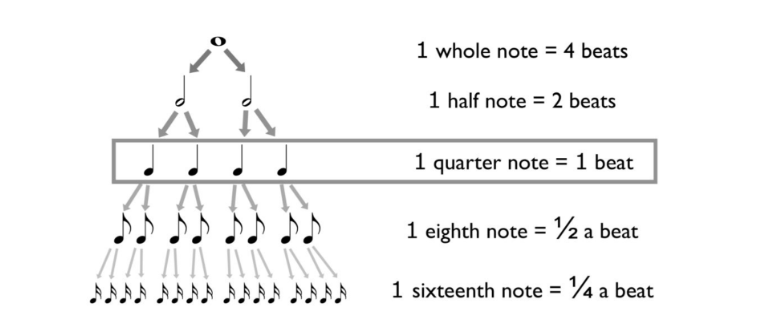 1 whole note = 4 beats
1 half note = 2 beats
1 quarter note = 1 beat
1 eighth note = ½ a beat
1 sixteenth note = ¼ a beat